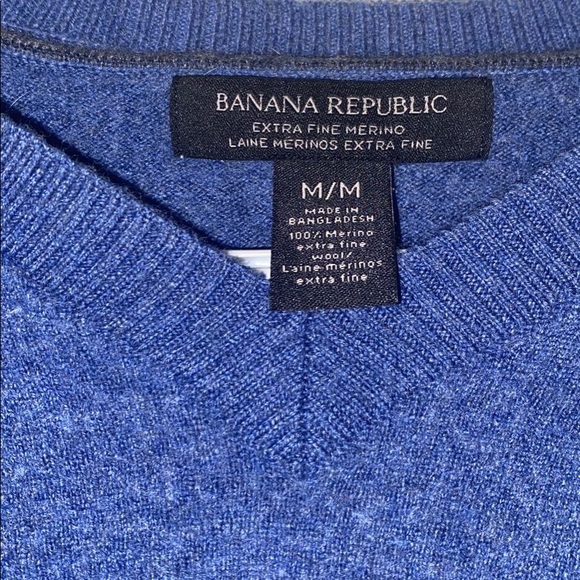 BANANA REPUBLIC
EXTRA FINE MERINO
LAINE MERINOS EXTRA FINE
M/M
MADE IN
BANGLADESH
100% Merino
extra fine
wool/
Laine mérinos
extra fine